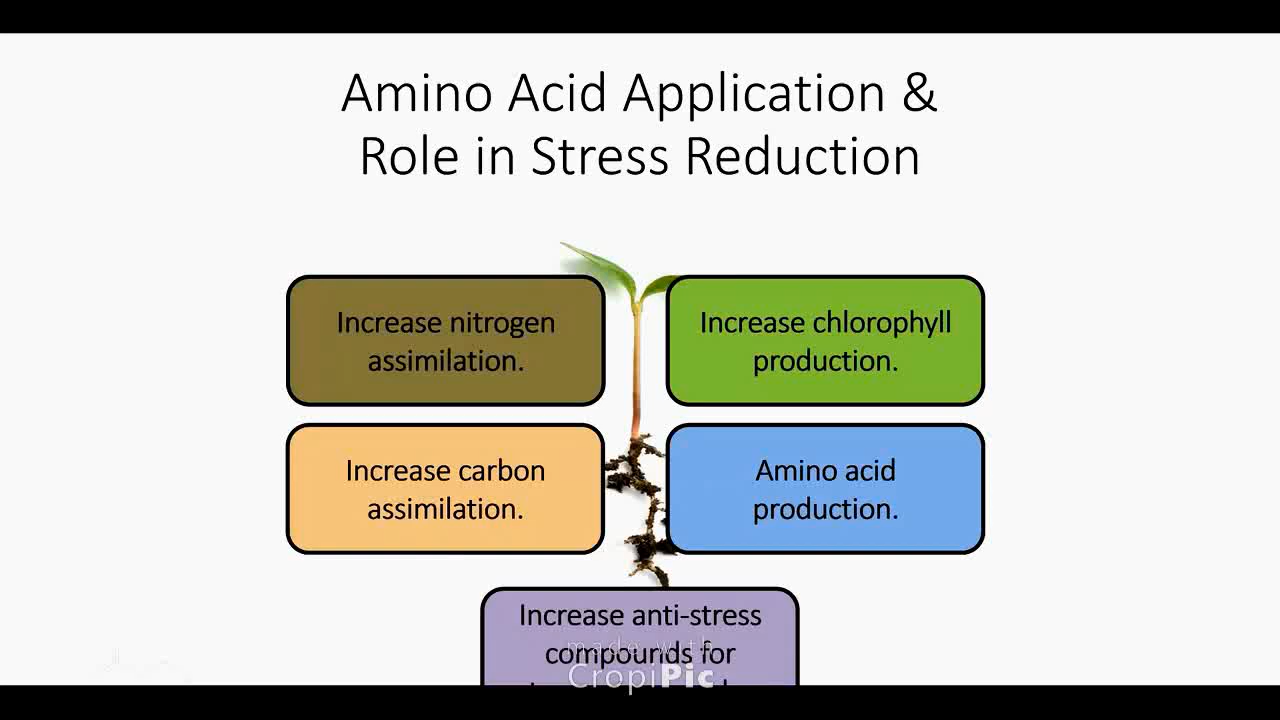 Amino Acid Application &
Role in Stress Reduction
Increase nitrogen
assimilation.
Increase chlorophyll
production.
Increase carbon
assimilation.
Amino acid
production.
Increase anti-stress
compounds for
made with
CropiPic